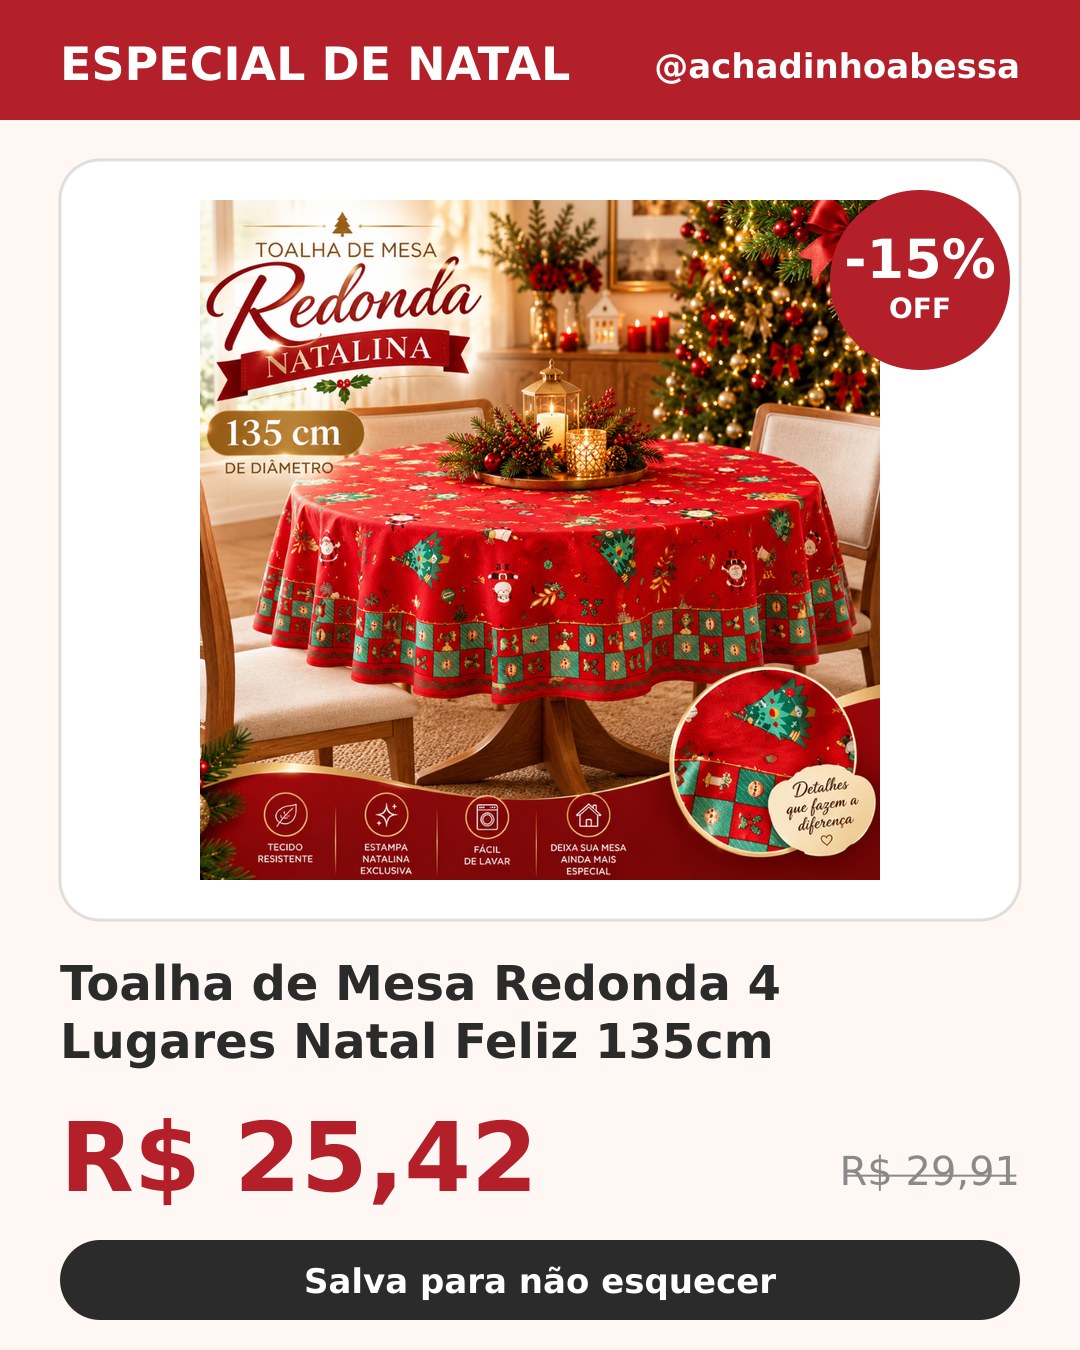 ESPECIAL DE NATAL
@achadinhoabessa
-15%
OFF
TOALHA DE MESA
Redonda
NATALINA
135 cm
DE DIÂMETRO
TECIDO
RESISTENTE
ESTAMPA
NATALINA
EXCLUSIVA
FÁCIL
DE LAVAR
DEIXA SUA MESA
AINDA MAIS
ESPECIAL
Detalhes
que fazem a
diferença
Toalha de Mesa Redonda 4
Lugares Natal Feliz 135cm
R$ 25,42
R$ 29,91
Salva para não esquecer